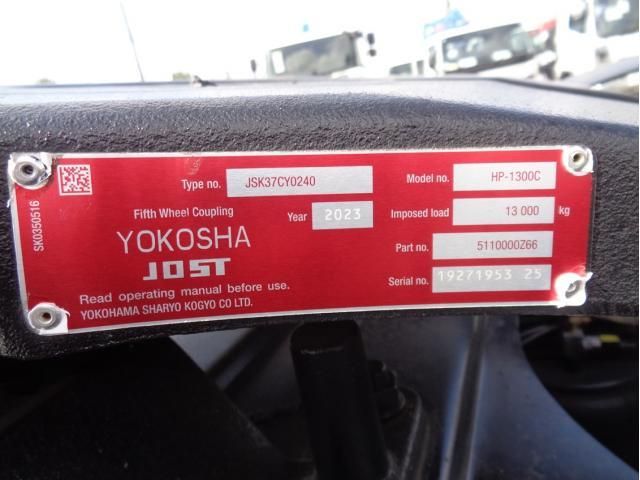 SK0350516
Type no. JSK37CY0240
Model no. HP-1300C
Fifth Wheel Coupling
Year 2023
Imposed load 13 000 kg
YOKOSHA
JOST
Part no. 5110000Z66
Serial no. 19271953 25
Read operating manual before use.
YOKOHAMA SHARYO KOGYO CO LTD.